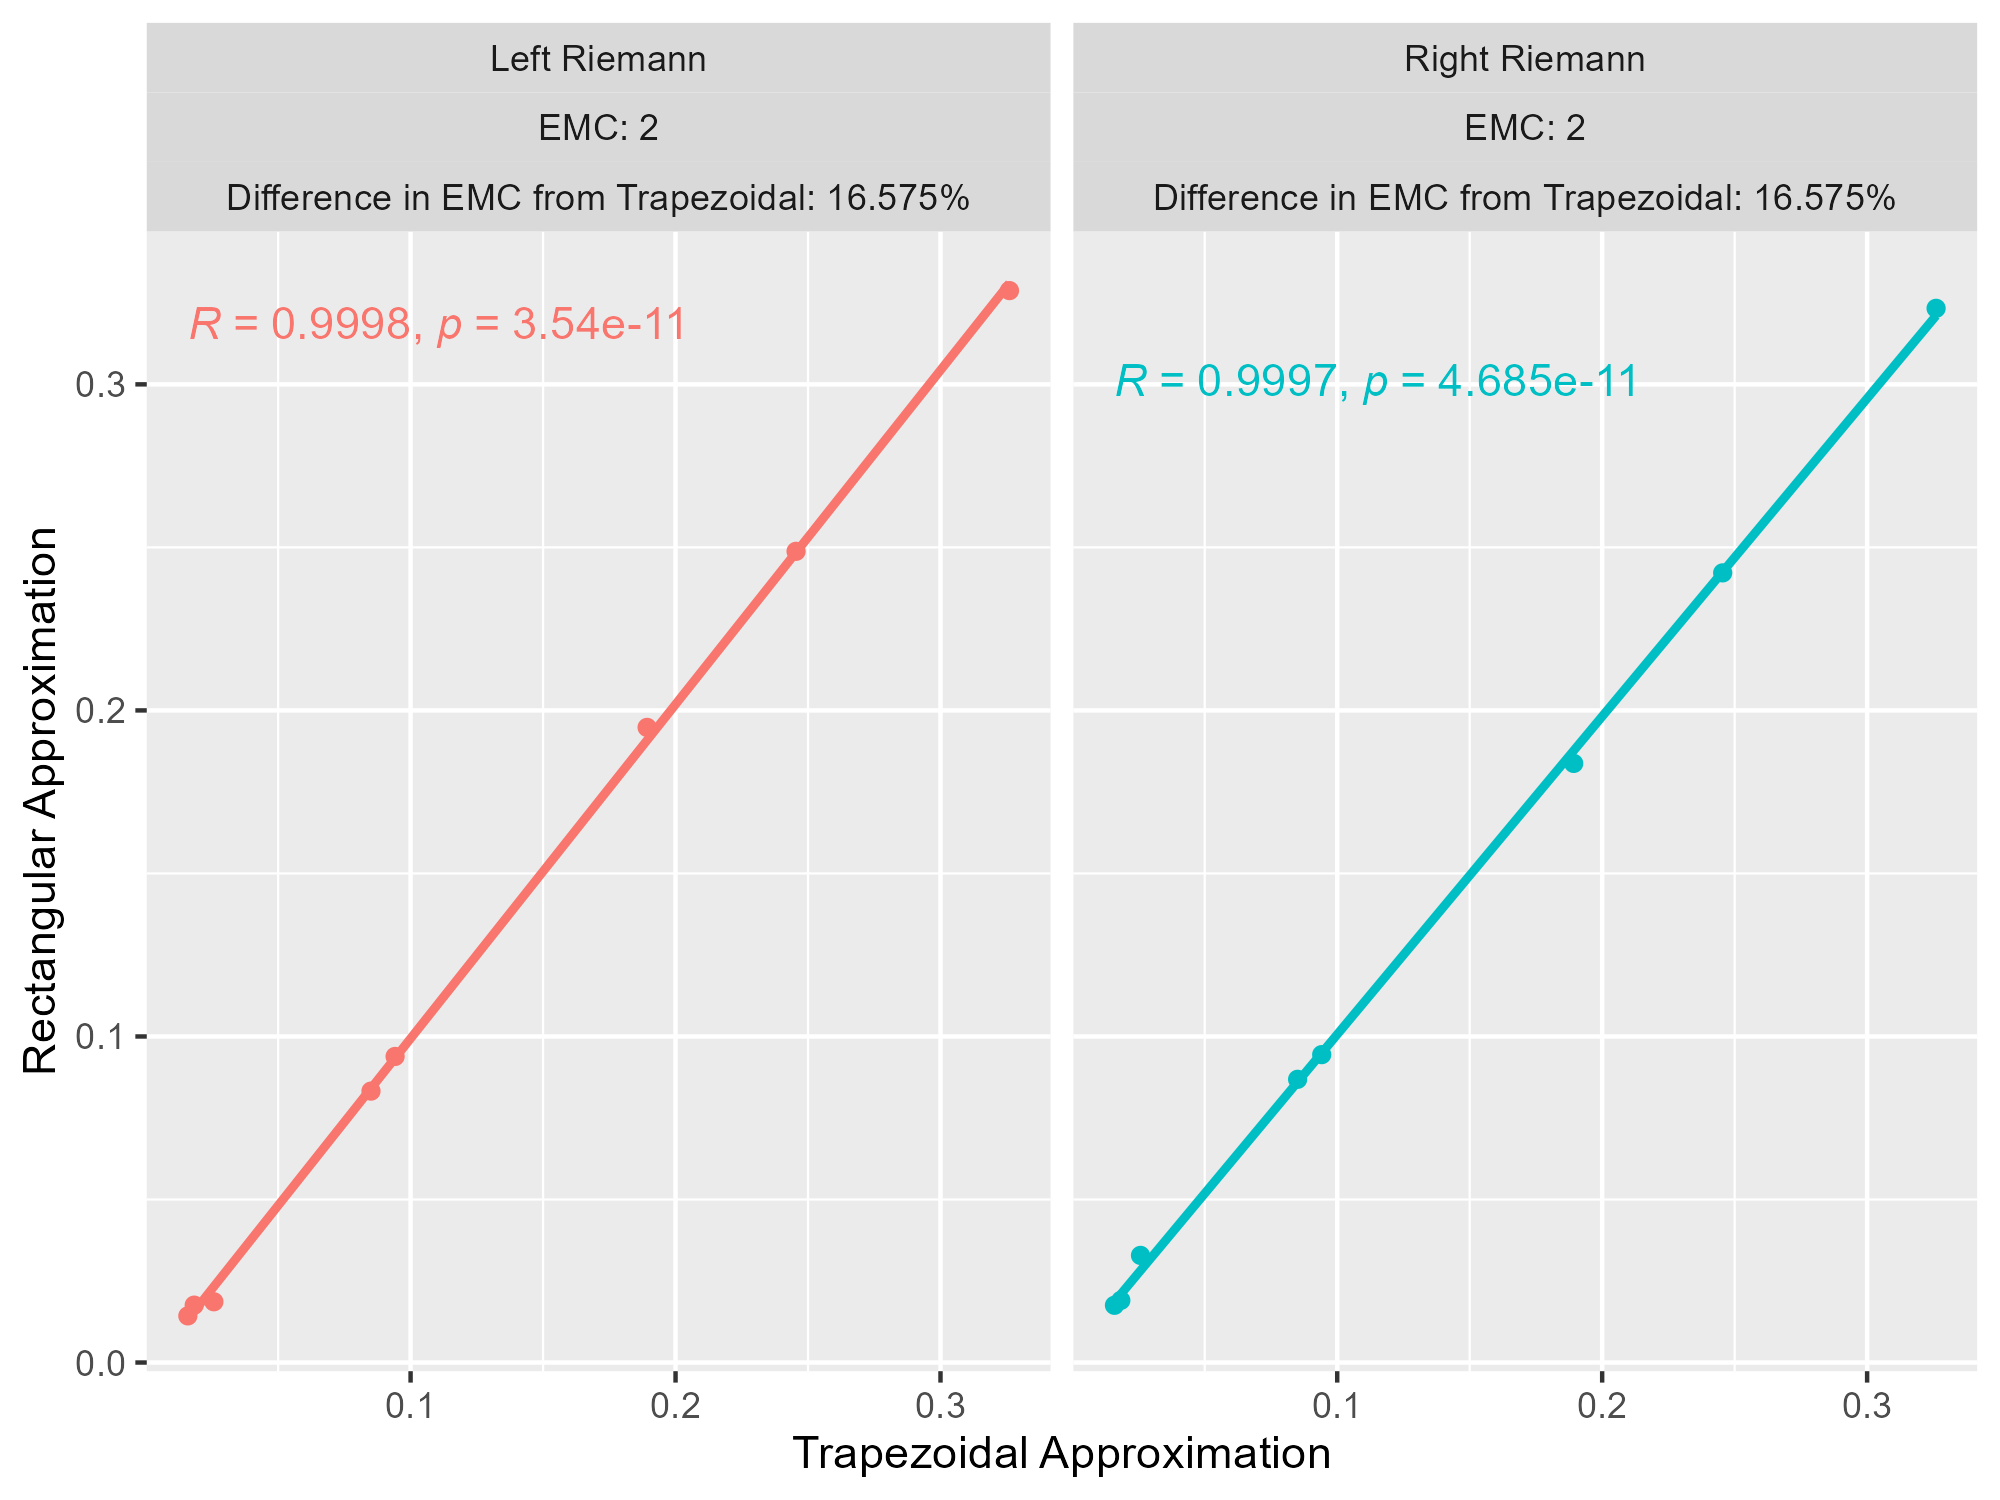 Left Riemann
EMC: 2
Difference in EMC from Trapezoidal: 16.575%
Right Riemann
EMC: 2
Difference in EMC from Trapezoidal: 16.575%
R = 0.9998, p = 3.54e-11
R = 0.9997, p = 4.685e-11
Rectangular Approximation
0.3
0.2
0.1
0.0
0.1
0.2
0.3
0.1
0.2
0.3
Trapezoidal Approximation